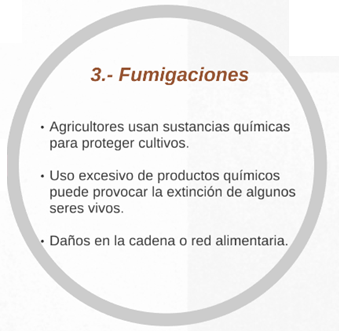 3.- Fumigaciones
• Agricultores usan sustancias químicas
para proteger cultivos.
• Uso excesivo de productos químicos
puede provocar la extinción de algunos
seres vivos.
• Daños en la cadena o red alimentaria.